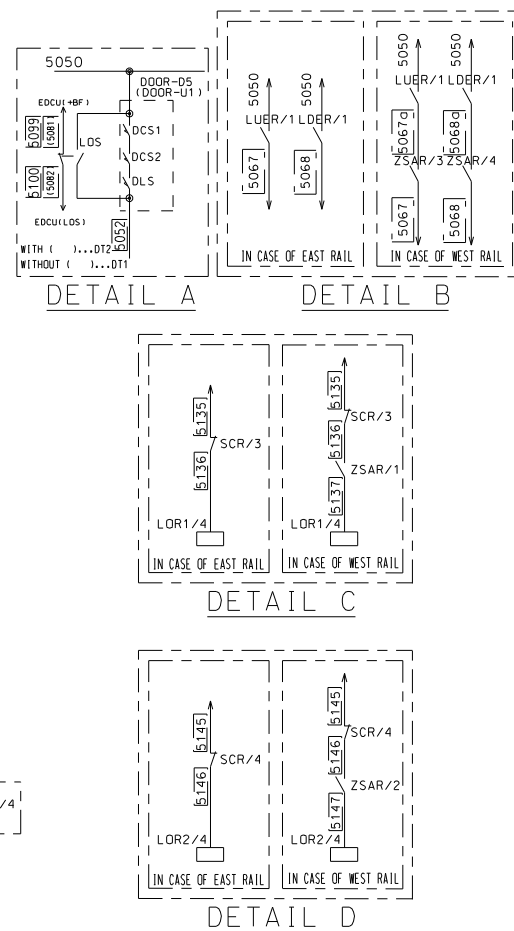 5050
DOOR-D5
(DOOR-U1)
EDCU(+BF)
5099
(5081)
LOS
5100
(5082)
EDCU(LOS)
DCS1
DCS2
DLS
5052
WITH ( )...DT2
WITHOUT ( )...DT1
DETAIL A
5050
5050
LUER/1
LDER/1
5067
5068
IN CASE OF EAST RAIL
5050
5050
LUER/1
LDER/1
5067a
5068a
ZSAR/3
ZSAR/4
5067
5068
IN CASE OF WEST RAIL
DETAIL B
5135
SCR/3
5136
LOR1/4
IN CASE OF EAST RAIL
5135
SCR/3
5136
ZSAR/1
5137
LOR1/4
IN CASE OF WEST RAIL
DETAIL C
5145
SCR/4
5146
LOR2/4
IN CASE OF EAST RAIL
5145
SCR/4
5146
ZSAR/2
5147
LOR2/4
IN CASE OF WEST RAIL
DETAIL D
/4